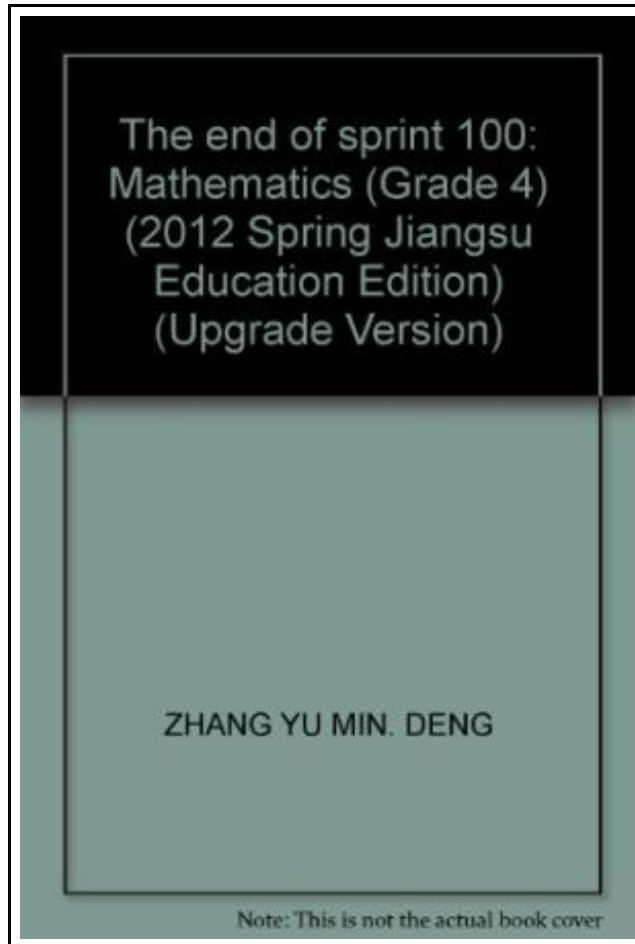 The end of sprint 100:
Mathematics (Grade 4)
(2012 Spring Jiangsu
Education Edition)
(Upgrade Version)
ZHANG YU MIN. DENG
Note: This is not the actual book cover